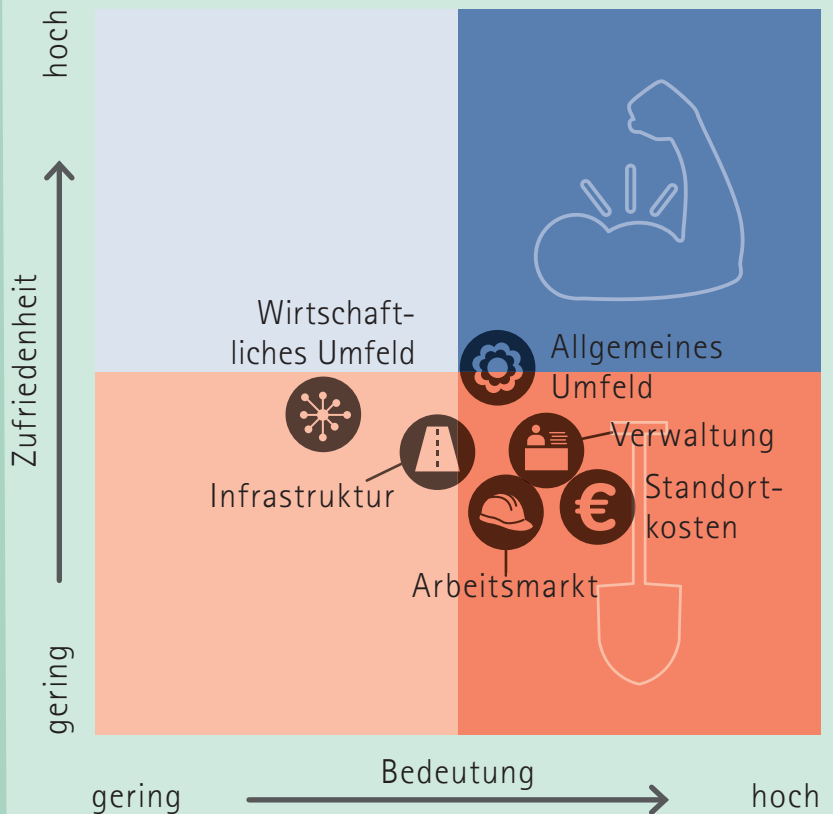 hoch
Zufriedenheit
gering
Wirtschaft-
liches Umfeld
Allgemeines
Umfeld
Verwaltung
Infrastruktur
Standort-
kosten
€
Arbeitsmarkt
Bedeutung
gering
hoch